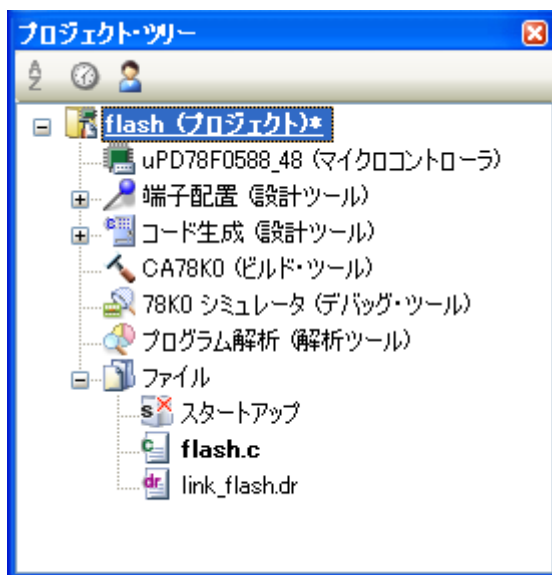 プロジェクト・ツリー
flash (プロジェクト)*
uPD78F0588_48 (マイクロコントローラ)
端子配置 (設計ツール)
コード生成 (設計ツール)
CA78K0 (ビルド・ツール)
78K0 シミュレータ (デバッグ・ツール)
プログラム解析 (解析ツール)
ファイル
スタートアップ
flash.c
link_flash.dr